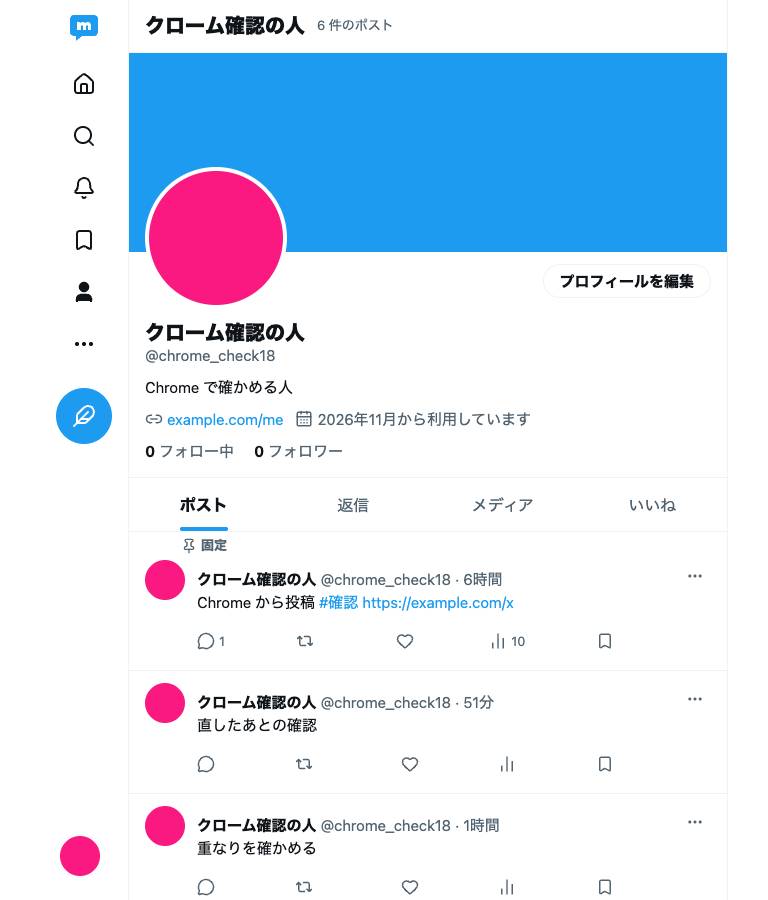 m
クローム確認の人 6 件のポスト
プロフィールを編集
クローム確認の人
@chrome_check18
Chrome で確かめる人
example.com/me 2026年11月から利用しています
0 フォロー中 0 フォロワー
ポスト 返信 メディア いいね
固定
クローム確認の人 @chrome_check18 · 6時間
Chrome から投稿 #確認 https://example.com/x
1 10
クローム確認の人 @chrome_check18 · 51分
直したあとの確認
クローム確認の人 @chrome_check18 · 1時間
重なりを確かめる